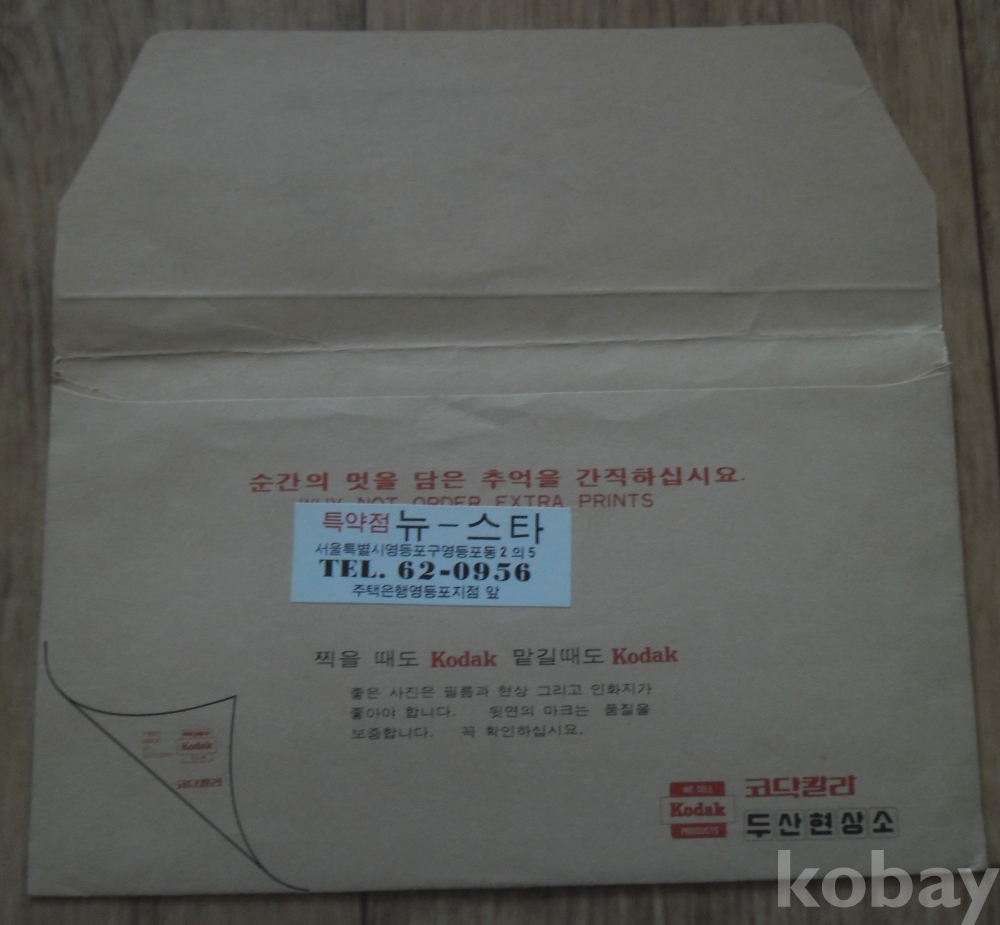 순간의 멋을 담은 추억을 간직하십시요.
WHY NOT ORDER EXTRA PRINTS
특약점 뉴-스타
서울특별시영등포구영등포동2의5
TEL. 62-0956
주택은행영등포지점 앞
찍을 때도 Kodak 맡길때도 Kodak
좋은 사진은 필름과 현상 그리고 인화지가
좋아야 합니다. 뒷면의 마크는 품질을
보증합니다. 꼭 확인하십시요.
Kodak
코닥칼라
WE SELL
Kodak
PRODUCTS
코닥칼라
두산현상소
kobay